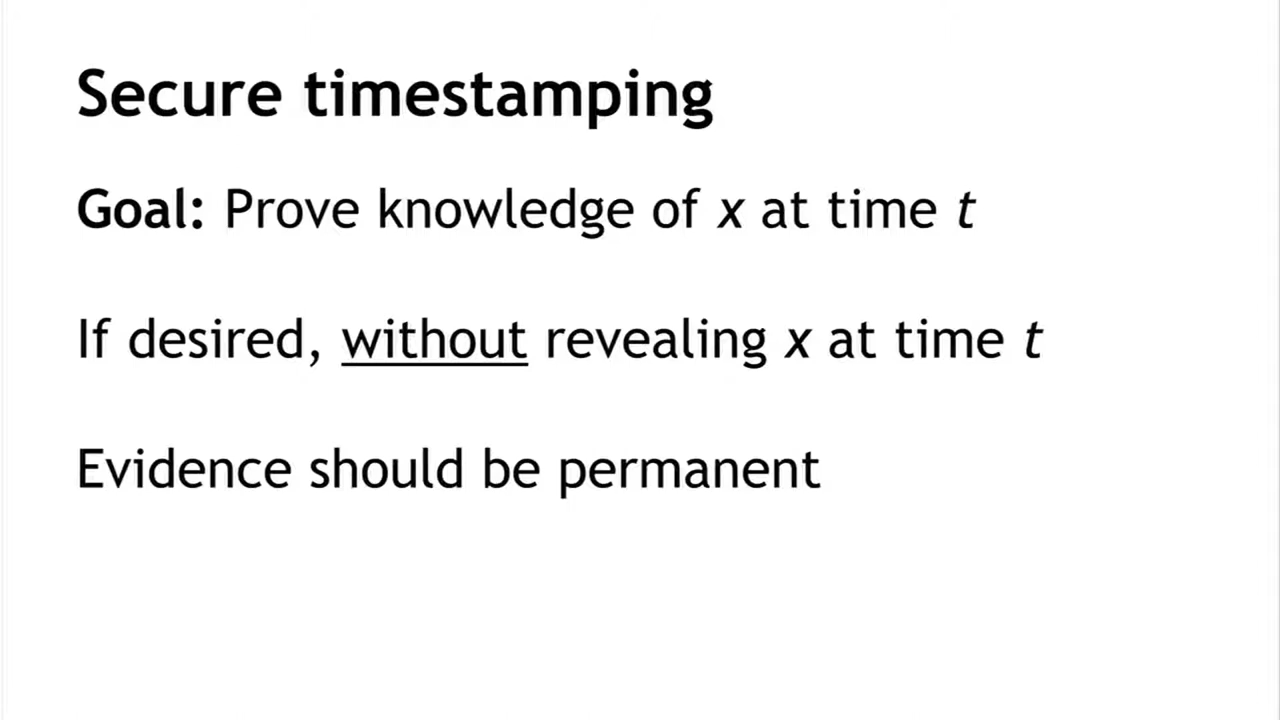 Secure timestamping
Goal: Prove knowledge of x at time t
If desired, without revealing x at time t
Evidence should be permanent